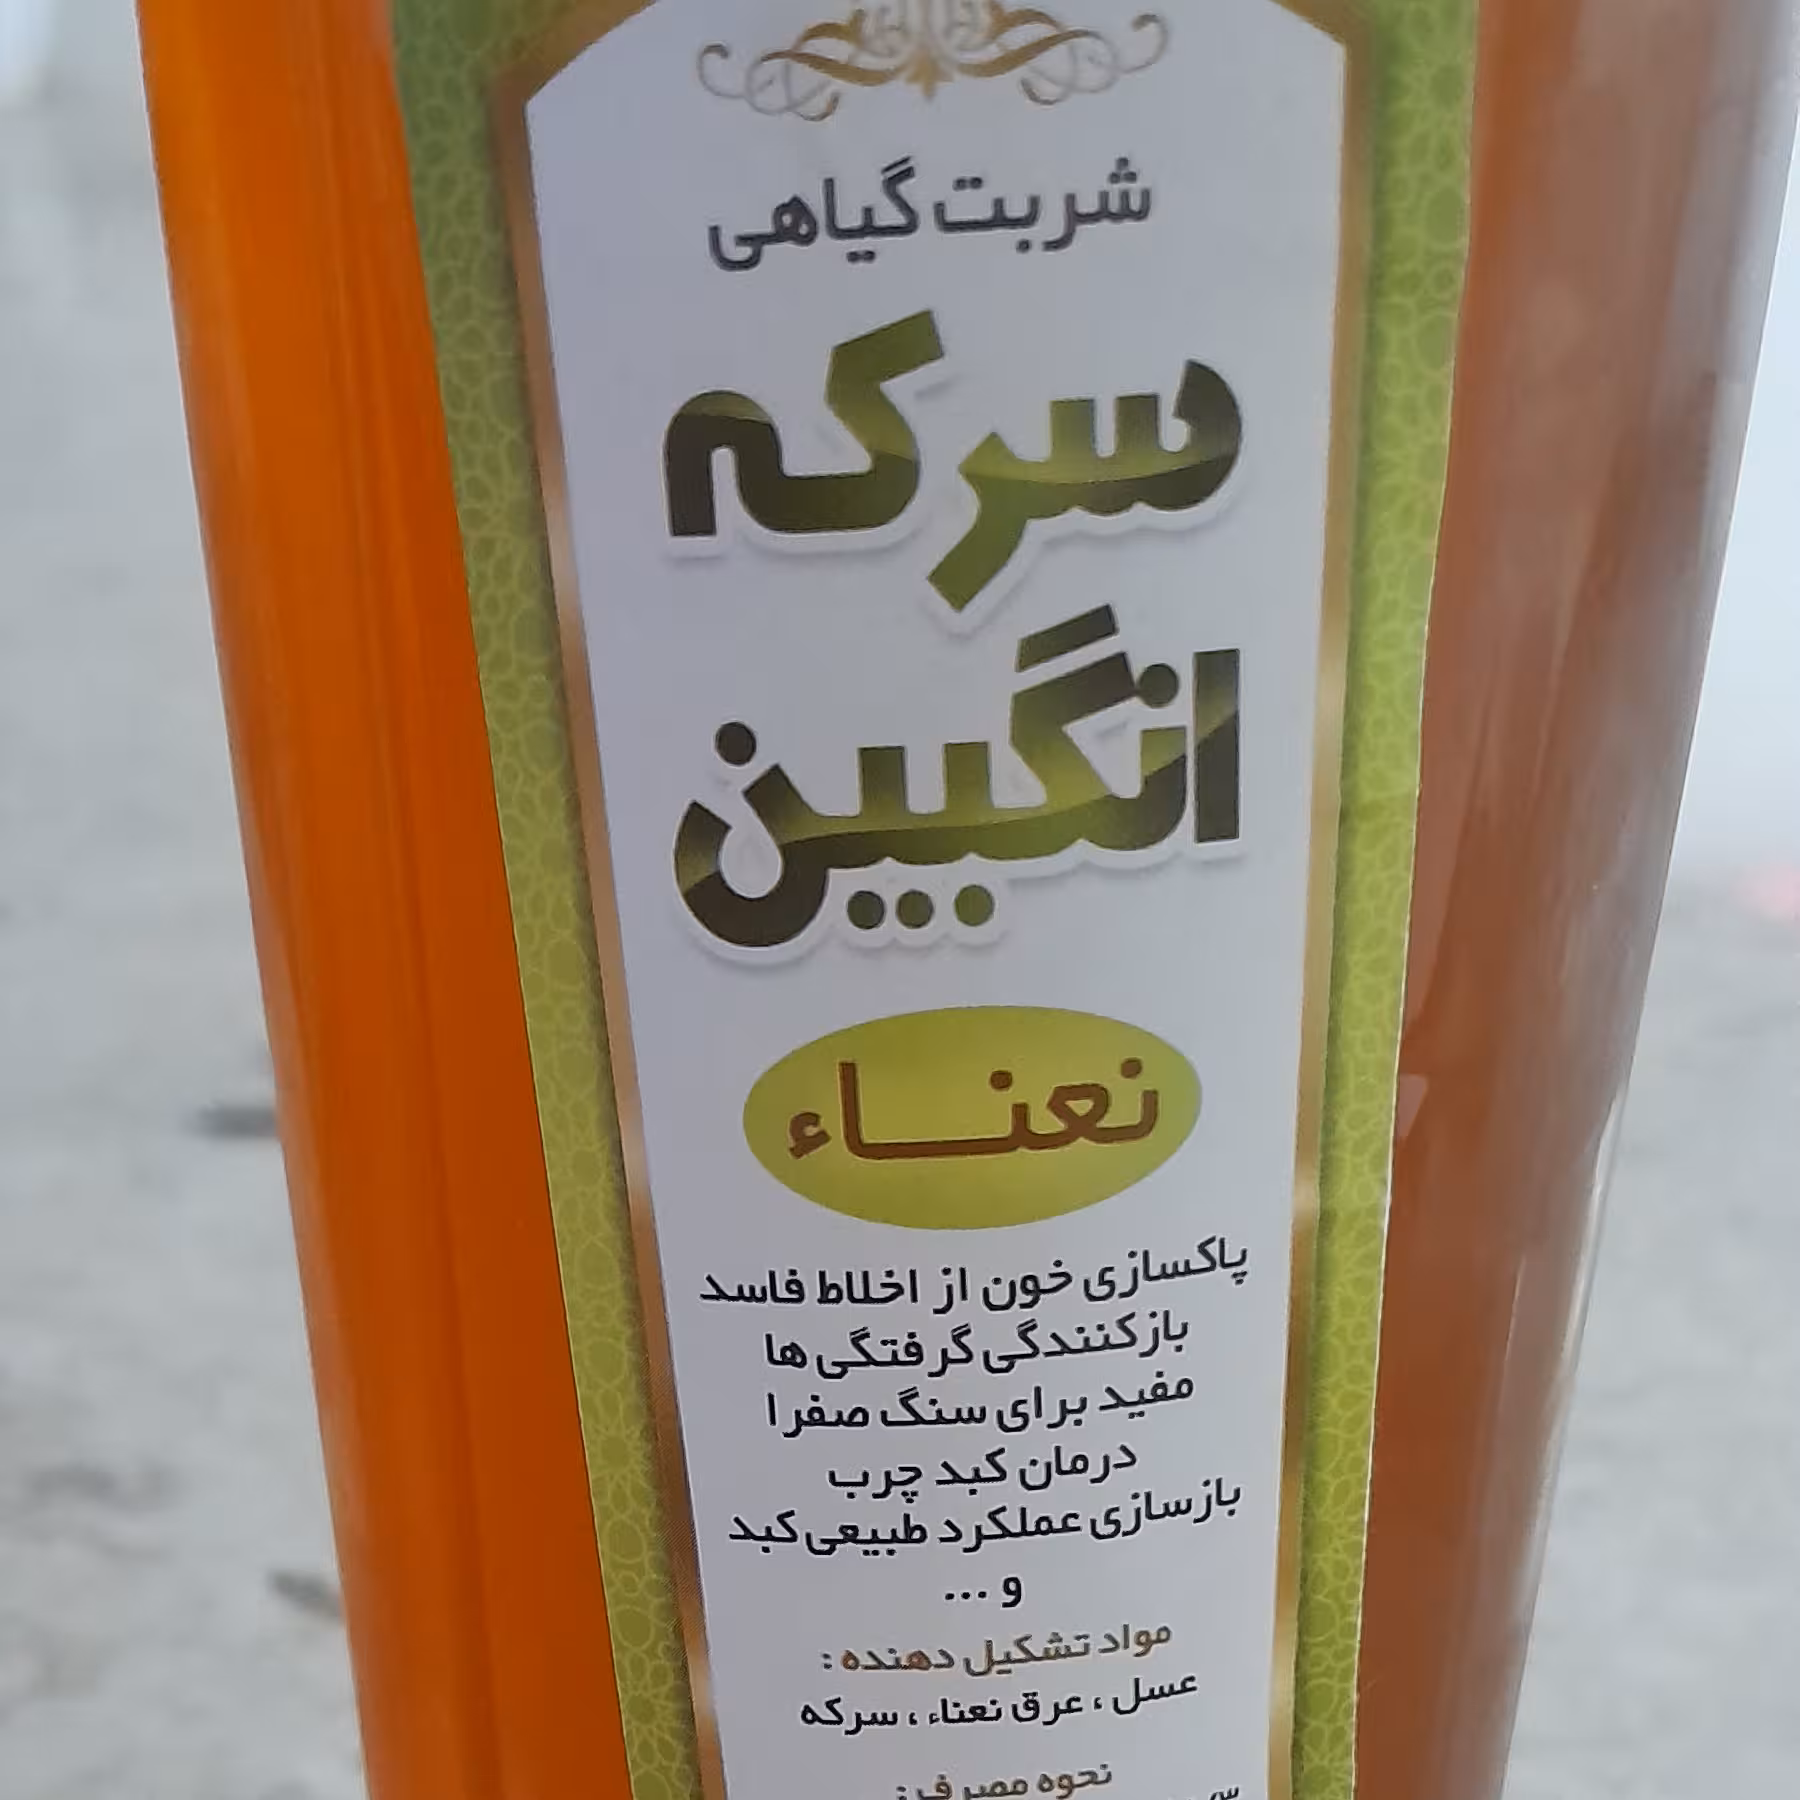 شربت گیاهی
سرکه
انگبین
نعناء
پاکسازی خون از اخلاط فاسد
بازکنندگی گرفتگی ها
مفید برای سنگ صفرا
درمان کبد چرب
بازسازی عملکرد طبیعی کبد
و ...
مواد تشکیل دهنده :
عسل ، عرق نعناء ، سرکه
نحوه مصرف :